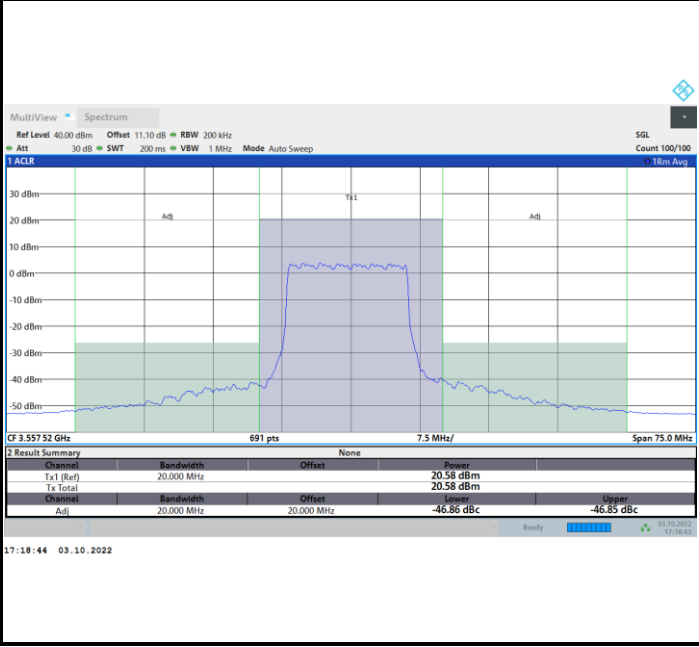 MultiView Spectrum
Ref Level 40.00 dBm Offset 11.10 dB RBW 200 kHz SGL
Att 30 dB SWT 200 ms VBW 1 MHz Mode Auto Sweep Count 100/100
1 ACLR 1Rm Avg
30 dBm
Tx1
20 dBm
Adj Adj
10 dBm
0 dBm
-10 dBm
-20 dBm
-30 dBm
-40 dBm
-50 dBm
CF 3.557 52 GHz 691 pts 7.5 MHz/ Span 75.0 MHz
2 Result Summary None
Channel Bandwidth Offset Power
Tx1 (Ref) 20.000 MHz 20.58 dBm
Tx Total 20.58 dBm
Channel Bandwidth Offset Lower Upper
Adj 20.000 MHz 20.000 MHz -46.86 dBc -46.85 dBc
Ready 03.10.2022
17:18:43
17:18:44 03.10.2022